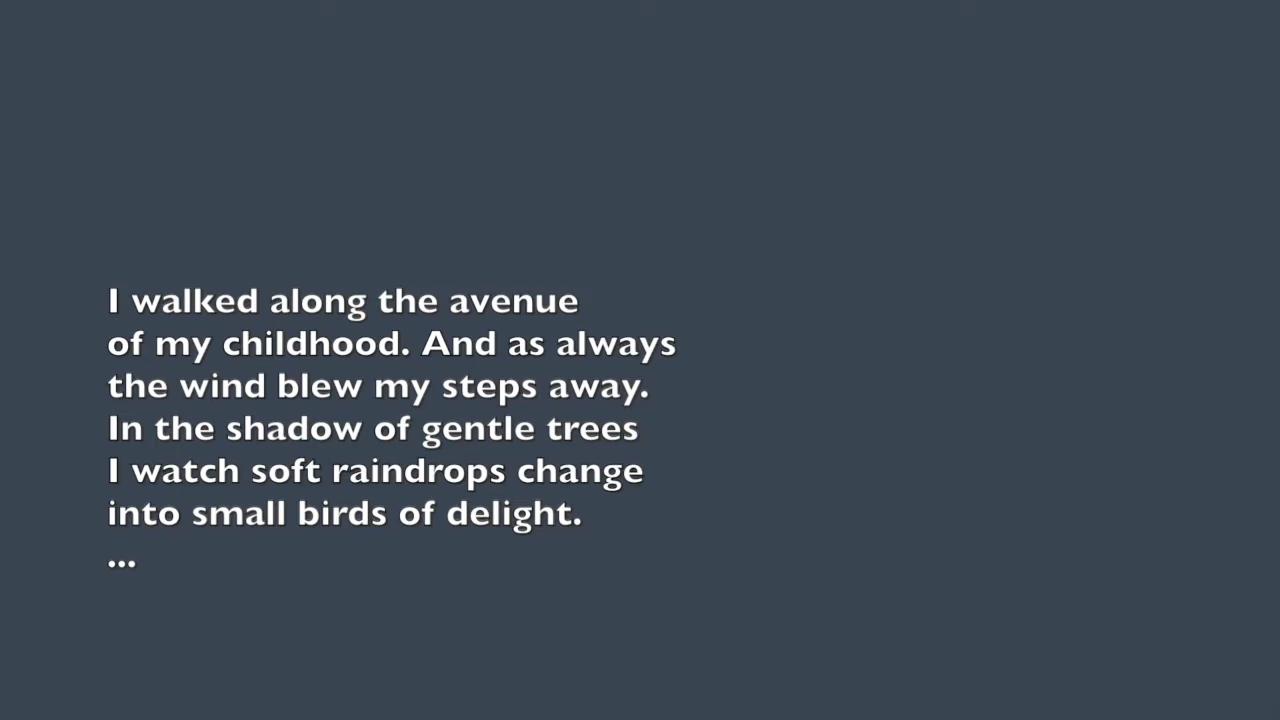 I walked along the avenue
of my childhood. And as always
the wind blew my steps away.
In the shadow of gentle trees
I watch soft raindrops change
into small birds of delight.
...